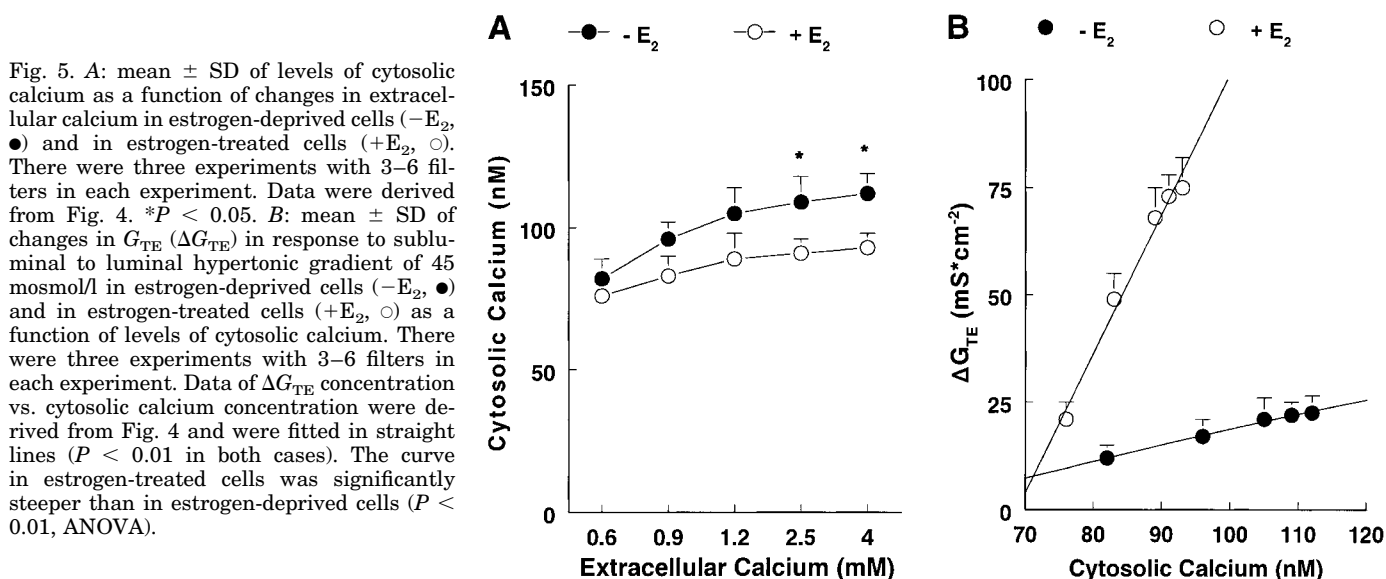 Fig. 5. A: mean ± SD of levels of cytosolic
calcium as a function of changes in extracel-
lular calcium in estrogen-deprived cells (−E₂,
●) and in estrogen-treated cells (+E₂, ○).
There were three experiments with 3–6 fil-
ters in each experiment. Data were derived
from Fig. 4. *P < 0.05. B: mean ± SD of
changes in G_TE (ΔG_TE) in response to sublu-
minal to luminal hypertonic gradient of 45
mosmol/l in estrogen-deprived cells (−E₂, ●)
and in estrogen-treated cells (+E₂, ○) as a
function of levels of cytosolic calcium. There
were three experiments with 3–6 filters in
each experiment. Data of ΔG_TE concentration
vs. cytosolic calcium concentration were de-
rived from Fig. 4 and were fitted in straight
lines (P < 0.01 in both cases). The curve
in estrogen-treated cells was significantly
steeper than in estrogen-deprived cells (P <
0.01, ANOVA).
A
- E₂ + E₂
Cytosolic Calcium (nM)
150
100
50
0
* *
0.6 0.9 1.2 2.5 4
Extracellular Calcium (mM)
B
- E₂ + E₂
ΔG_TE (mS*cm⁻²)
100
75
50
25
0
70 80 90 100 110 120
Cytosolic Calcium (nM)